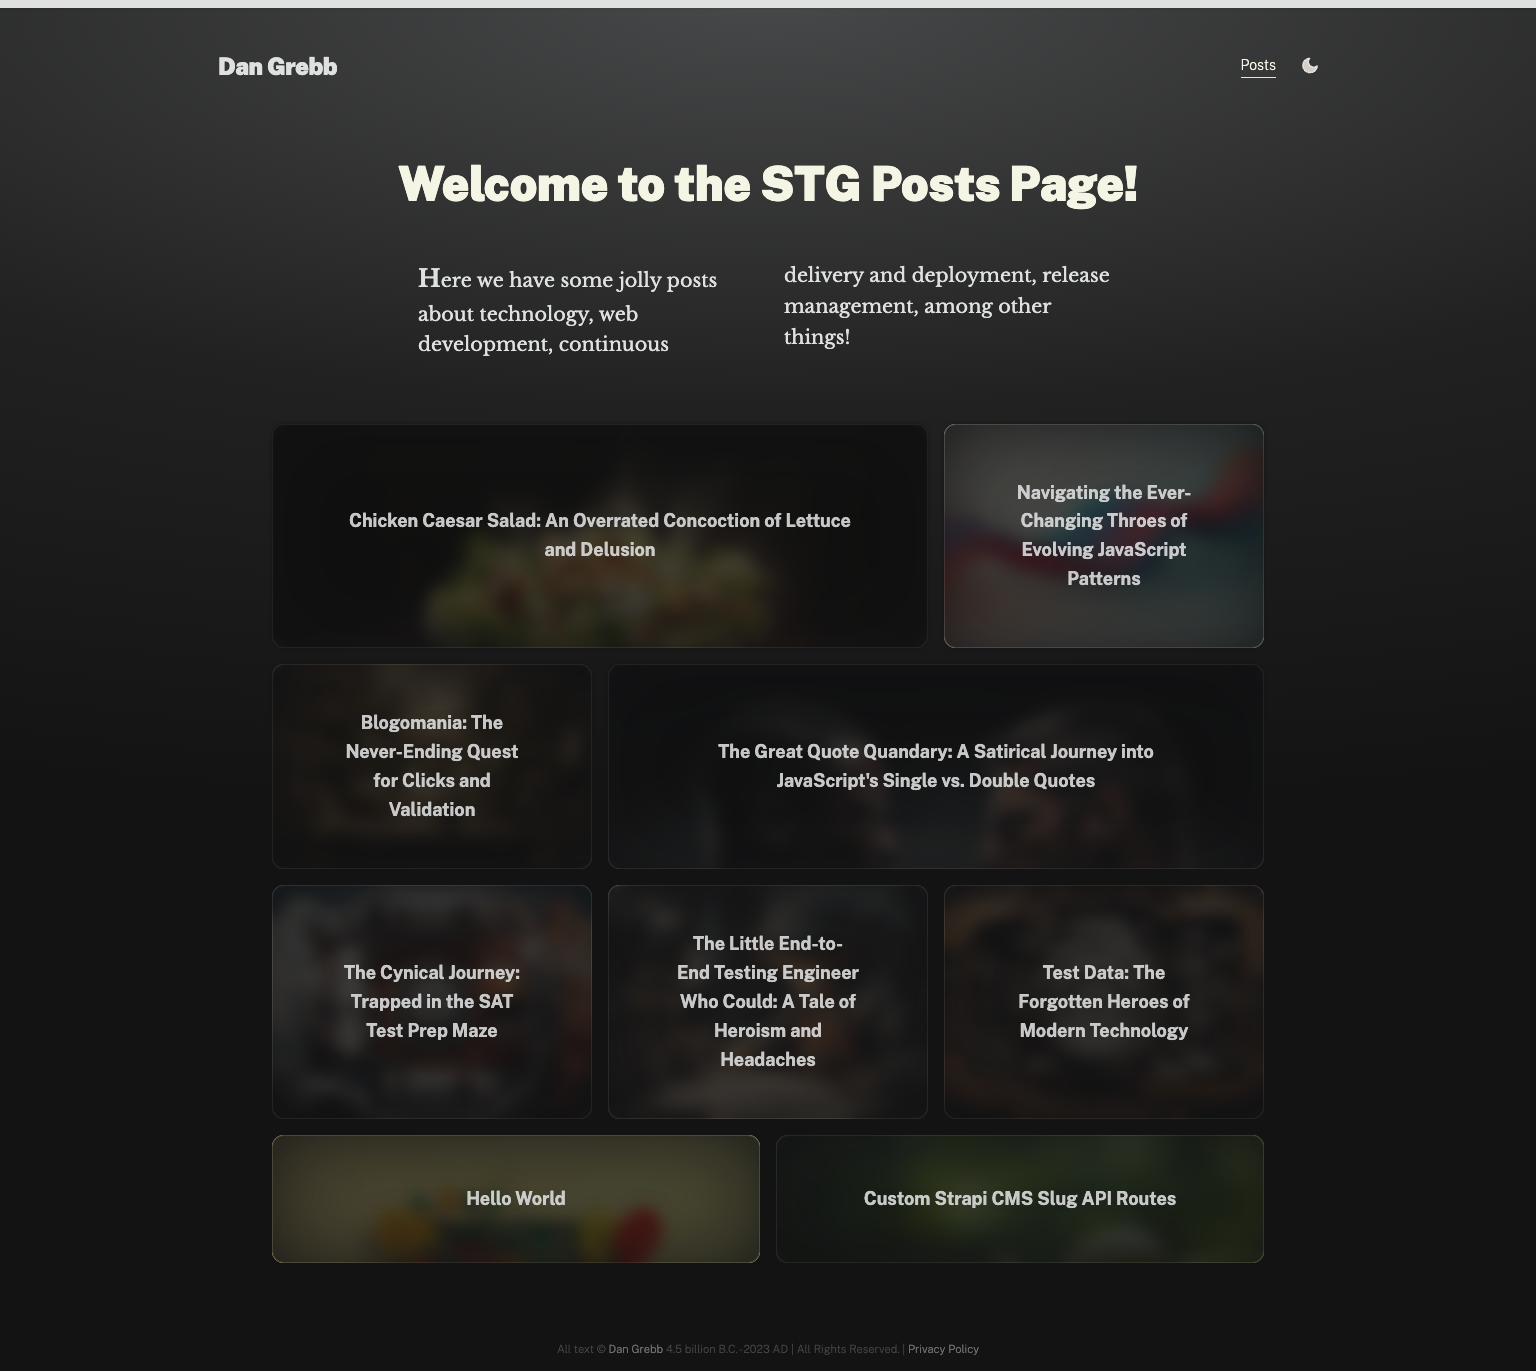 Dan Grebb
Posts
Welcome to the STG Posts Page!
Here we have some jolly posts
about technology, web
development, continuous
delivery and deployment, release
management, among other
things!
Chicken Caesar Salad: An Overrated Concoction of Lettuce
and Delusion
Navigating the Ever-
Changing Throes of
Evolving JavaScript
Patterns
Blogomania: The
Never-Ending Quest
for Clicks and
Validation
The Great Quote Quandary: A Satirical Journey into
JavaScript's Single vs. Double Quotes
The Cynical Journey:
Trapped in the SAT
Test Prep Maze
The Little End-to-
End Testing Engineer
Who Could: A Tale of
Heroism and
Headaches
Test Data: The
Forgotten Heroes of
Modern Technology
Hello World
Custom Strapi CMS Slug API Routes
All text © Dan Grebb 4.5 billion B.C.-2023 AD | All Rights Reserved. | Privacy Policy